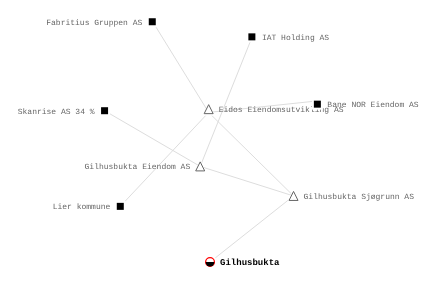 Fabritius Gruppen AS
IAT Holding AS
Bane NOR Eiendom AS
Eidos Eiendomsutvikling AS
Skanrise AS 34 %
Gilhusbukta Eiendom AS
Gilhusbukta Sjøgrunn AS
Lier kommune
Gilhusbukta